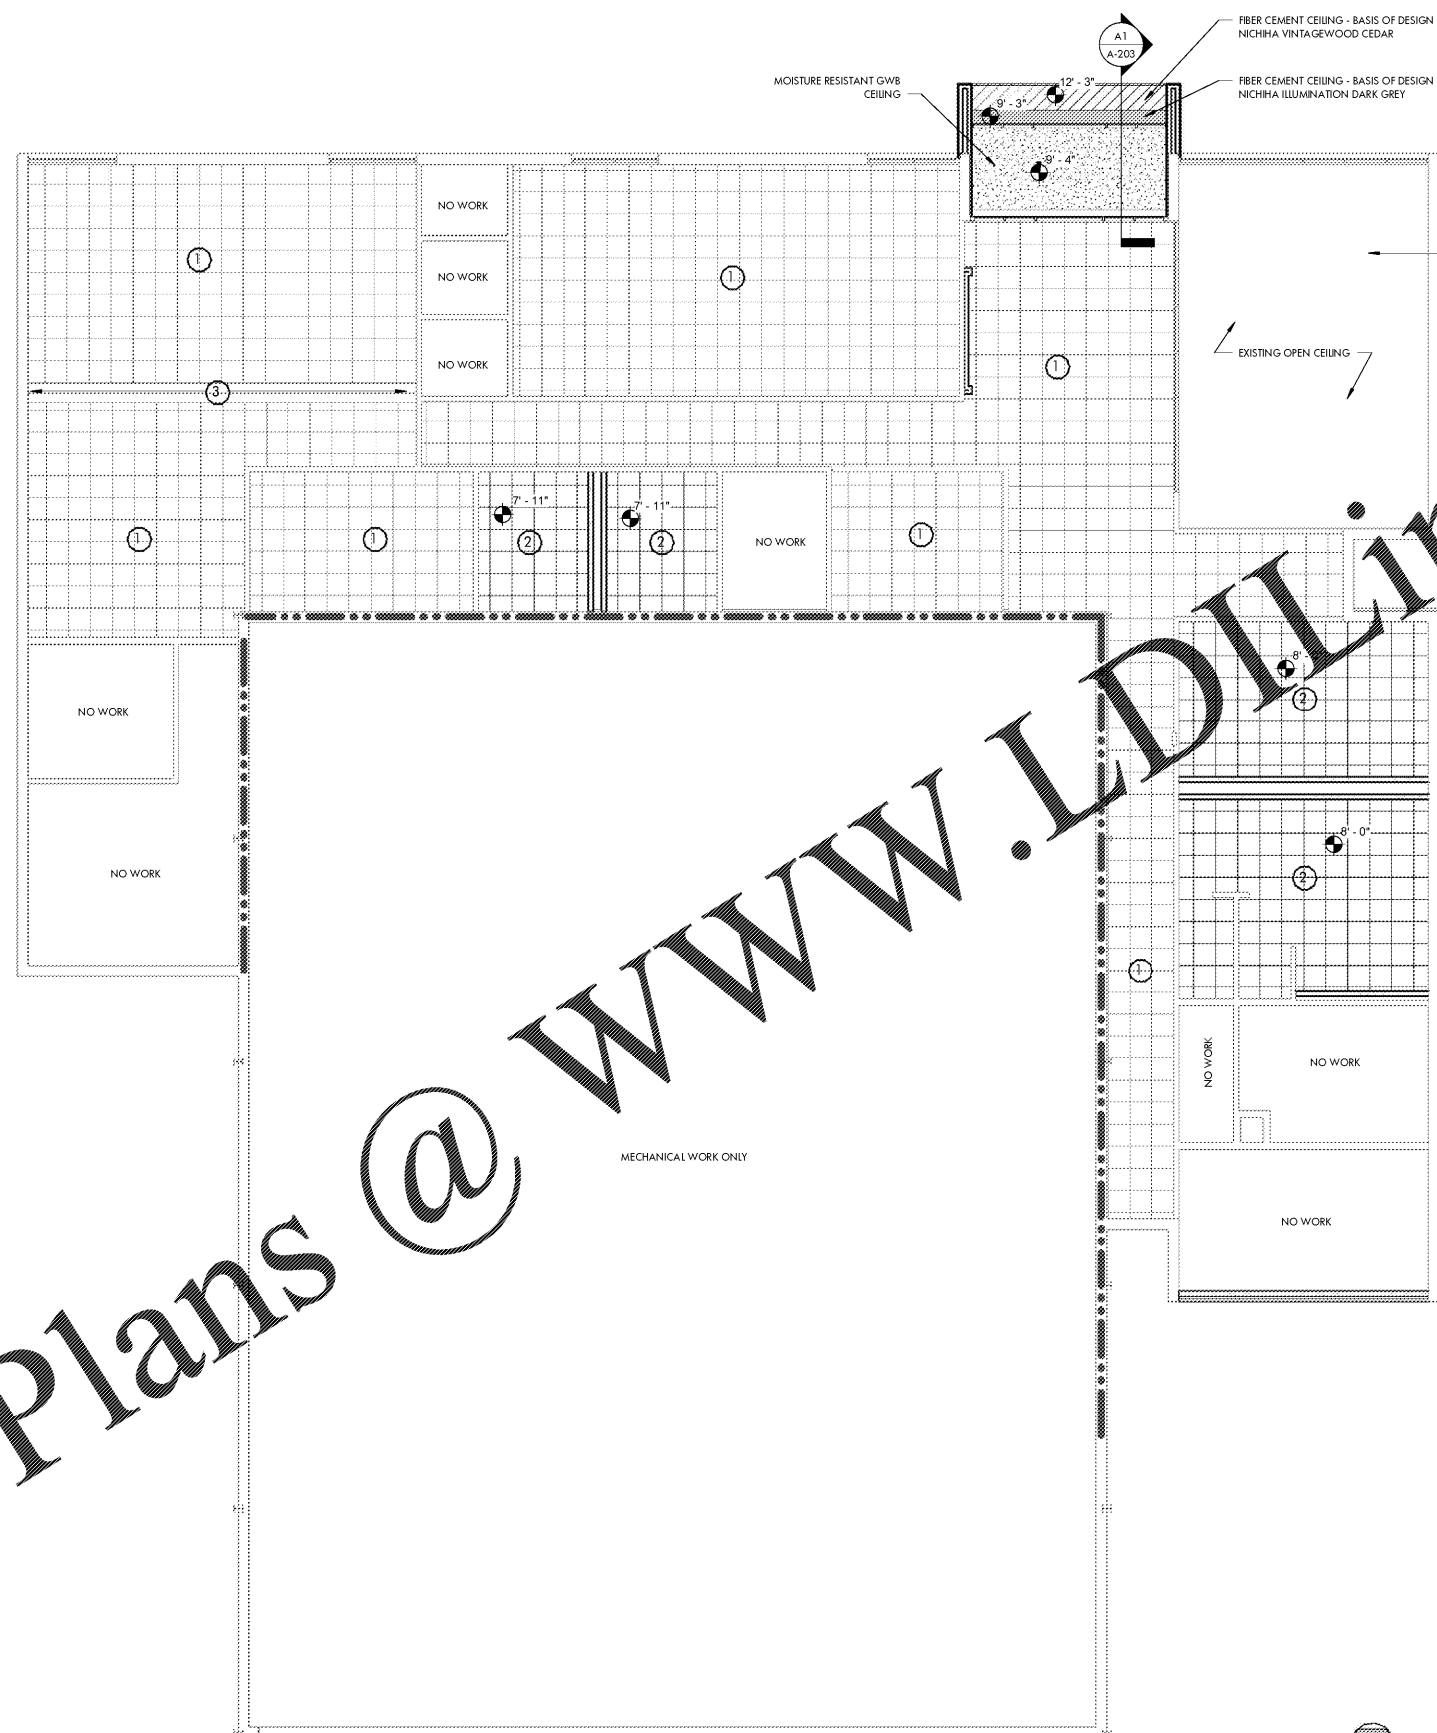 A1
A-203
FIBER CEMENT CEILING - BASIS OF DESIGN
NICHIHA VINTAGEWOOD CEDAR
MOISTURE RESISTANT GWB
CEILING
12' - 3"
FIBER CEMENT CEILING - BASIS OF DESIGN
NICHIHA ILLUMINATION DARK GREY
9' - 3"
9' - 4"
NO WORK
1
NO WORK
1
EXISTING OPEN CEILING
NO WORK
1
3
7' - 11"
7' - 11"
1
1
2
2
NO WORK
1
8' -
2
NO WORK
8' - 0"
NO WORK
2
1
NO WORK
NO WORK
MECHANICAL WORK ONLY
NO WORK
Plans @ www.LDILin